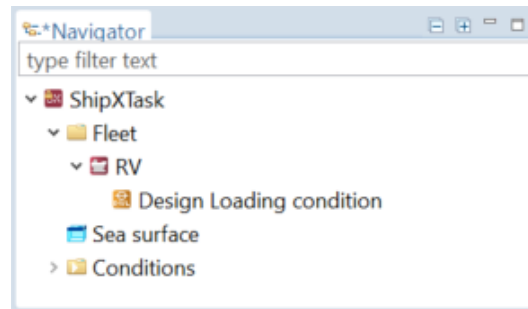 *Navigator
type filter text
ShipXTask
Fleet
RV
Design Loading condition
Sea surface
Conditions